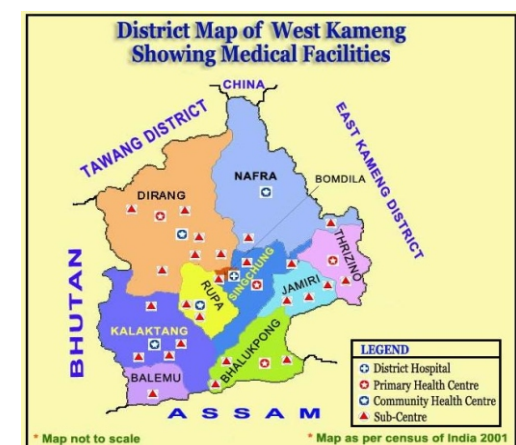 District Map of West Kameng
Showing Medical Facilities
CHINA
TAWANG DISTRICT
EAST KAMENG DISTRICT
NAFRA
BOMDILA
DIRANG
THRIZINO
BHUTAN
SINGCHUNG
RUPA
JAMIRI
KALAKTANG
BHALUKPONG
BALEMU
ASSAM
LEGEND
District Hospital
Primary Health Centre
Community Health Centre
Sub-Centre
* Map not to scale
* Map as per census of India 2001